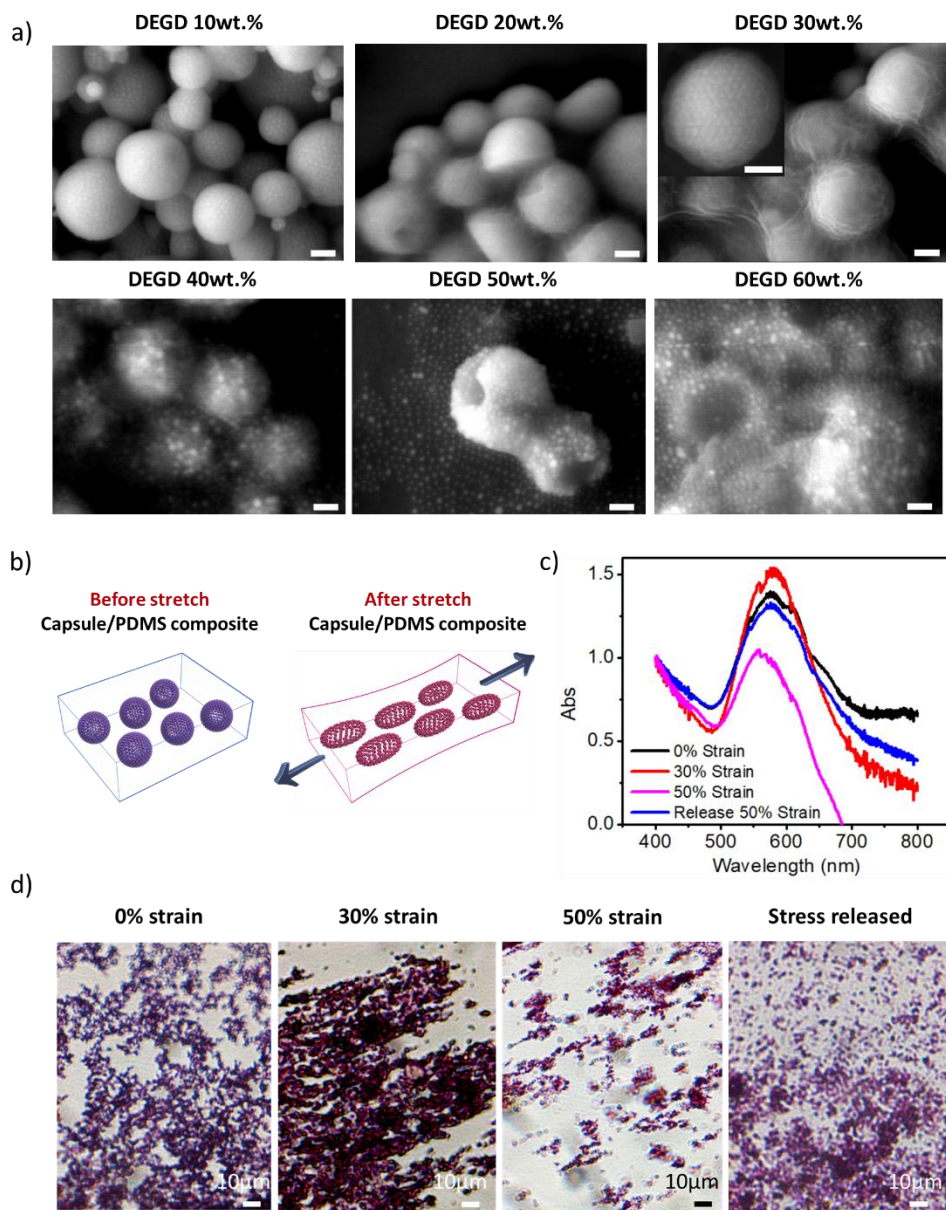 a)
DEGD 10wt.%
DEGD 20wt.%
DEGD 30wt.%
DEGD 40wt.%
DEGD 50wt.%
DEGD 60wt.%
b)
Before stretch
Capsule/PDMS composite
After stretch
Capsule/PDMS composite
c)
1.5
1.0
0.5
0.0
Abs
0% Strain
30% Strain
50% Strain
Release 50% Strain
400 500 600 700 800
Wavelength (nm)
d)
0% strain
30% strain
50% strain
Stress released
10μm
10μm
10μm
10μm